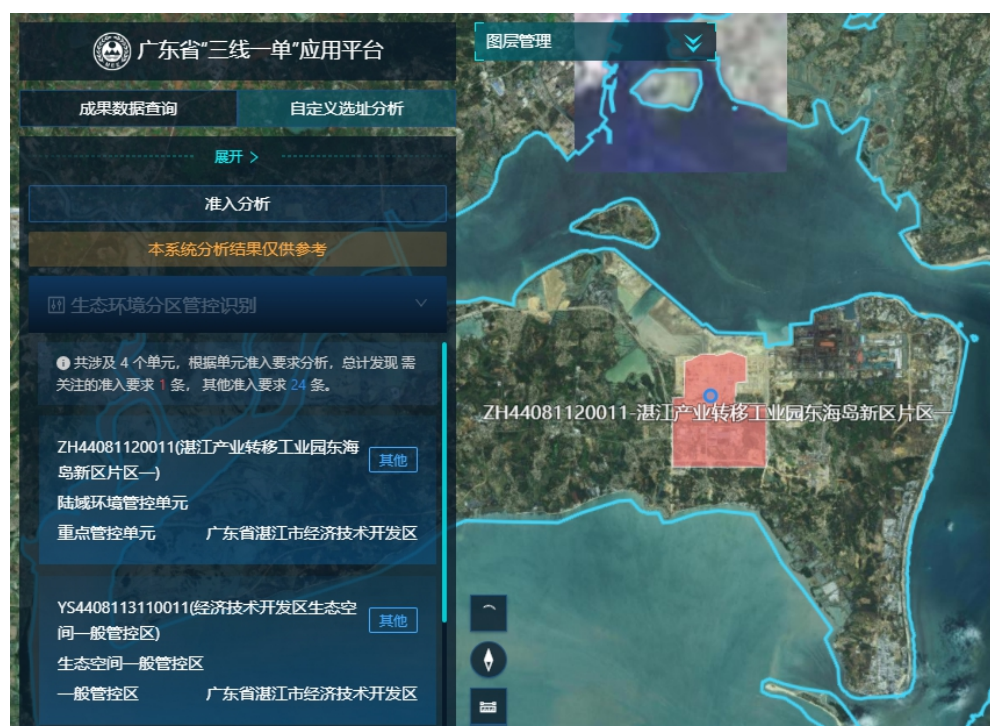 广东省“三线一单”应用平台
成果数据查询
自定义选址分析
展开 >
准入分析
本系统分析结果仅供参考
生态环境分区管控识别
共涉及 4 个单元，根据单元准入要求分析，总计发现 需
关注的准入要求 1 条， 其他准入要求 24 条。
ZH44081120011(湛江产业转移工业园东海
岛新区片区一)
其他
陆域环境管控单元
重点管控单元 广东省湛江市经济技术开发区
YS4408113110011(经济技术开发区生态空
间一般管控区)
其他
生态空间一般管控区
一般管控区 广东省湛江市经济技术开发区
图层管理
ZH44081120011-湛江产业转移工业园东海岛新区片区一